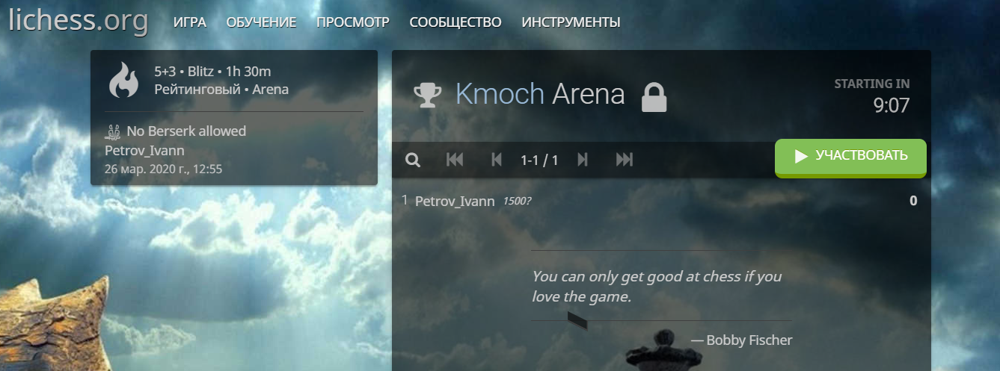 lichess.org ИГРА ОБУЧЕНИЕ ПРОСМОТР СООБЩЕСТВО ИНСТРУМЕНТЫ
5+3 • Blitz • 1h 30m
Рейтинговый • Arena
No Berserk allowed
Petrov_Ivann
26 мар. 2020 г., 12:55
Kmoch Arena
STARTING IN
9:07
1-1 / 1
УЧАСТВОВАТЬ
1 Petrov_Ivann 1500? 0
You can only get good at chess if you
love the game.
— Bobby Fischer